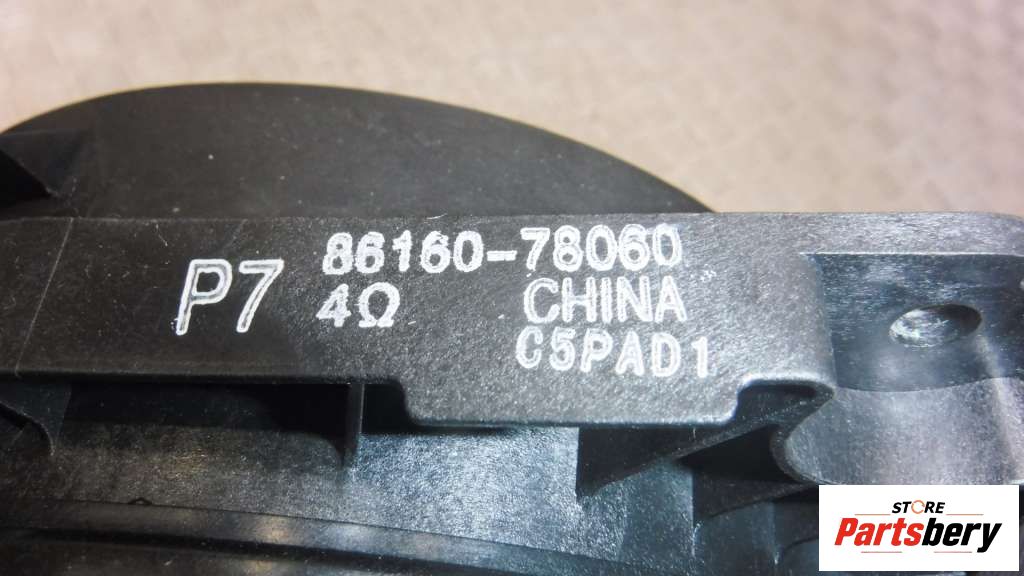 P7 86160-78060
4Ω CHINA
C5PAD1
STORE
Partsbery